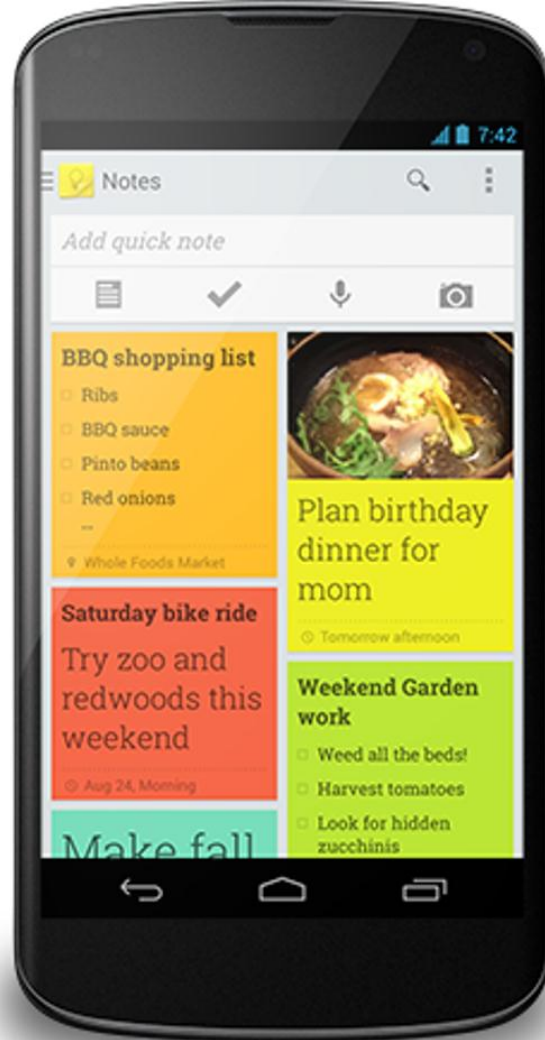 7:42
Notes
Add quick note
BBQ shopping list
Ribs
BBQ sauce
Pinto beans
Red onions
...
Whole Foods Market
Saturday bike ride
Try zoo and
redwoods this
weekend
Aug 24, Morning
Make fall
Plan birthday
dinner for
mom
Tomorrow afternoon
Weekend Garden
work
Weed all the beds!
Harvest tomatoes
Look for hidden
zucchinis